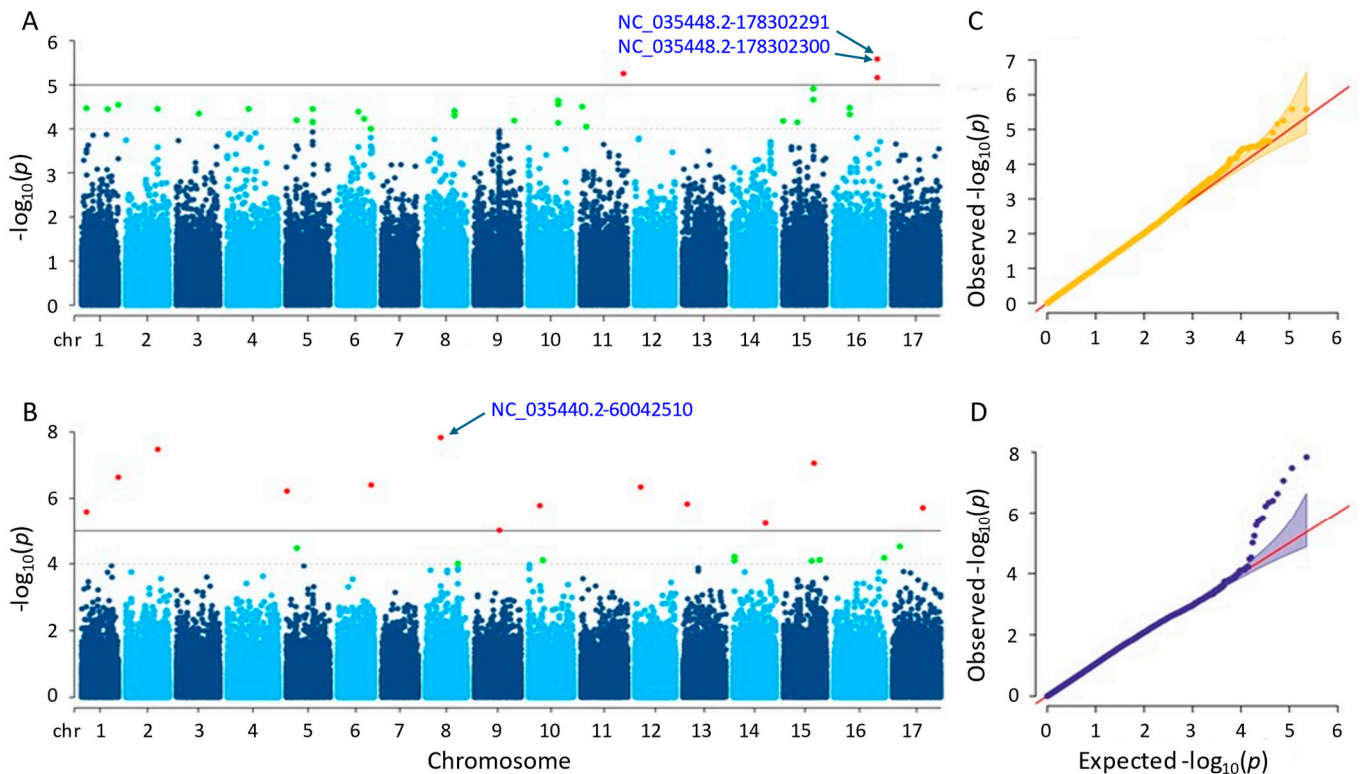 A
NC_035448.2-178302291
NC_035448.2-178302300
6
5
4
3
2
1
0
-log10(p)
chr 1 2 3 4 5 6 7 8 9 10 11 12 13 14 15 16 17
C
7
6
5
4
3
2
1
0
Observed -log10(p)
0 1 2 3 4 5 6
B
NC_035440.2-60042510
8
6
4
2
0
-log10(p)
chr 1 2 3 4 5 6 7 8 9 10 11 12 13 14 15 16 17
Chromosome
D
8
6
4
2
0
Observed -log10(p)
0 1 2 3 4 5 6
Expected -log10(p)